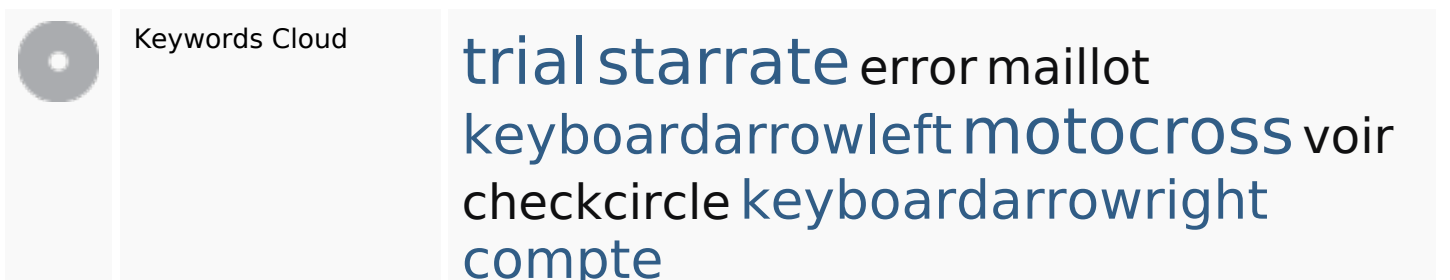 Keywords Cloud
trial starrate error maillot
keyboardarrowleft motocross voir
checkcircle keyboardarrowright
compte